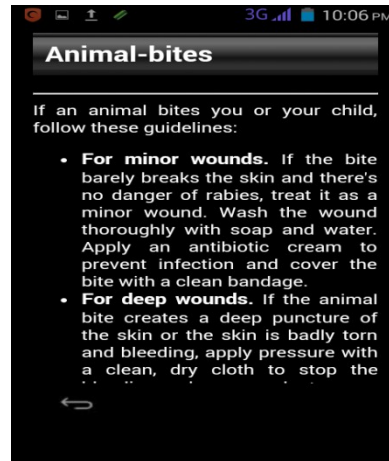 3G 10:06 PM
Animal-bites
If an animal bites you or your child,
follow these guidelines:
• For minor wounds. If the bite
barely breaks the skin and there's
no danger of rabies, treat it as a
minor wound. Wash the wound
thoroughly with soap and water.
Apply an antibiotic cream to
prevent infection and cover the
bite with a clean bandage.
• For deep wounds. If the animal
bite creates a deep puncture of
the skin or the skin is badly torn
and bleeding, apply pressure with
a clean, dry cloth to stop the